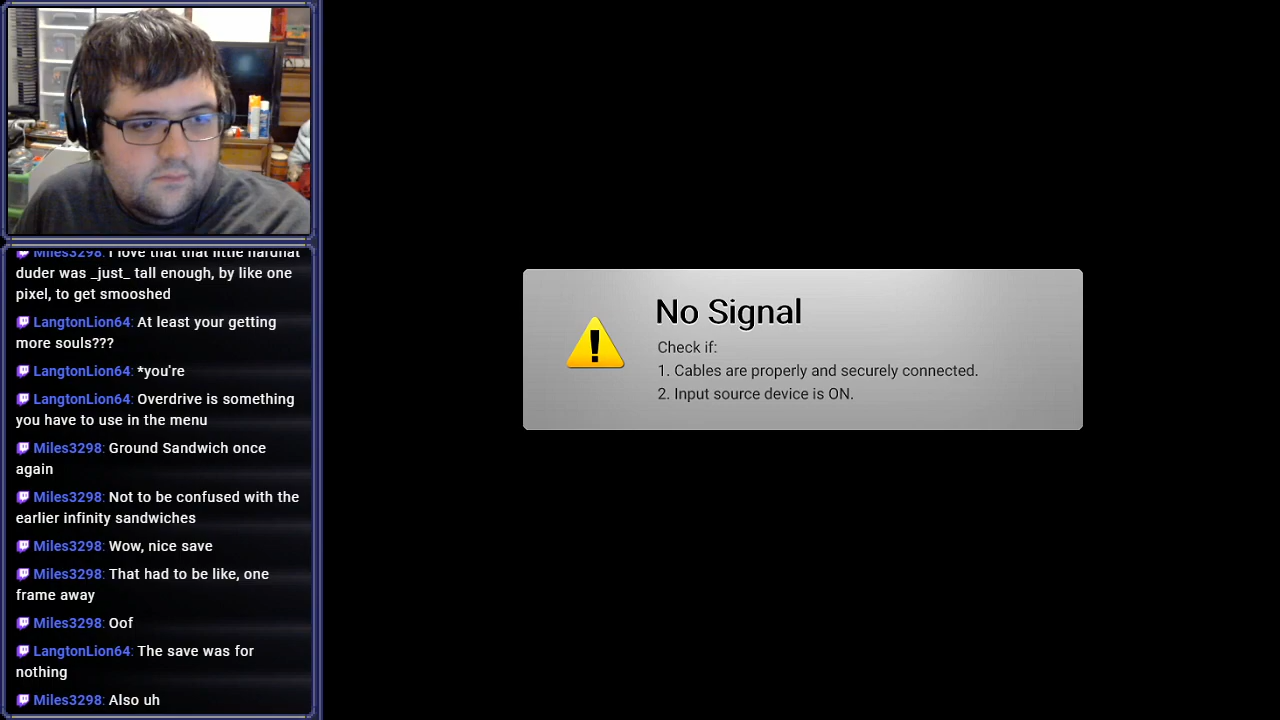 Miles3298: I love that that little hardhat
duder was _just_ tall enough, by like one
pixel, to get smooshed
LangtonLion64: At least your getting
more souls???
LangtonLion64: *you're
LangtonLion64: Overdrive is something
you have to use in the menu
Miles3298: Ground Sandwich once
again
Miles3298: Not to be confused with the
earlier infinity sandwiches
Miles3298: Wow, nice save
Miles3298: That had to be like, one
frame away
Miles3298: Oof
LangtonLion64: The save was for
nothing
Miles3298: Also uh
No Signal
Check if:
1. Cables are properly and securely connected.
2. Input source device is ON.